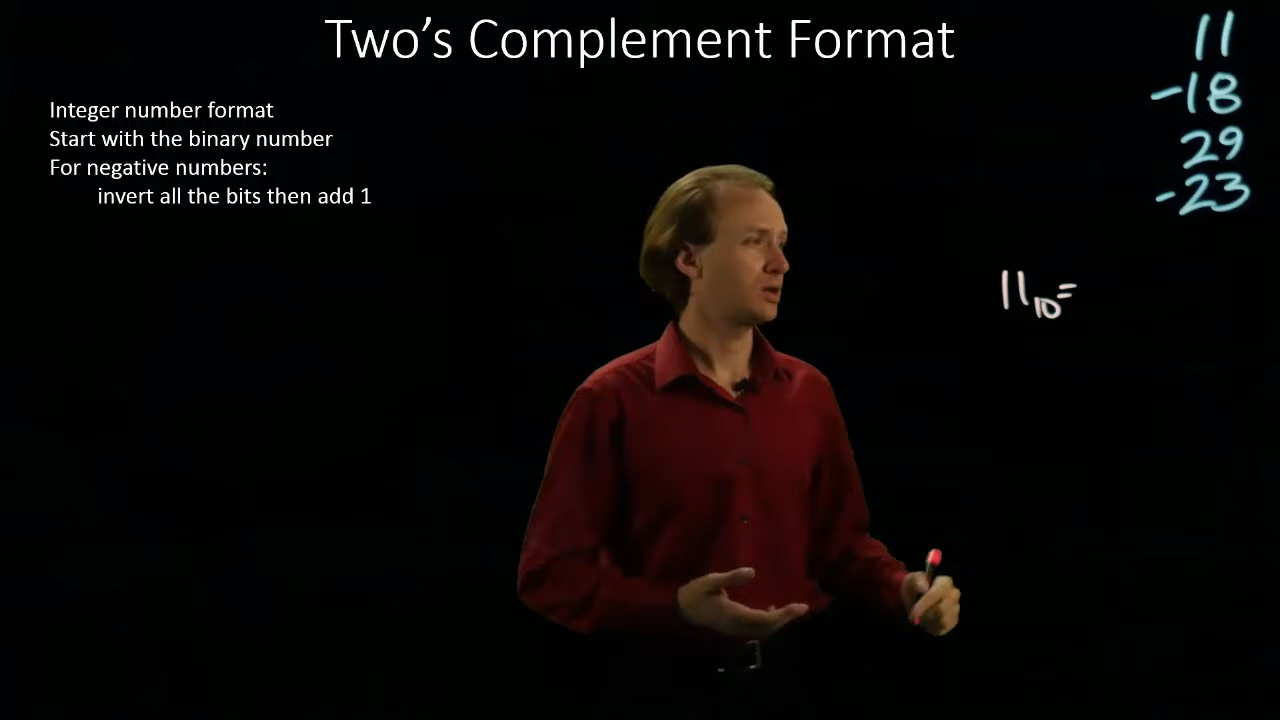 Two's Complement Format
Integer number format
Start with the binary number
For negative numbers:
invert all the bits then add 1
11
-18
29
-23
11₁₀=